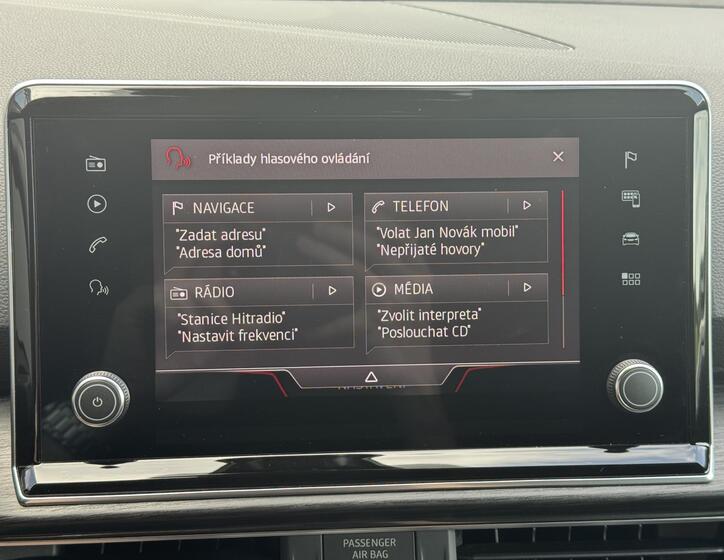 Příklady hlasového ovládání
NAVIGACE
"Zadat adresu"
"Adresa domů"
TELEFON
"Volat Jan Novák mobil"
"Nepřijaté hovory"
RÁDIO
"Stanice Hitradio"
"Nastavit frekvenci"
MÉDIA
"Zvolit interpreta"
"Poslouchat CD"
NASTAVENÍ
PASSENGER
AIR BAG